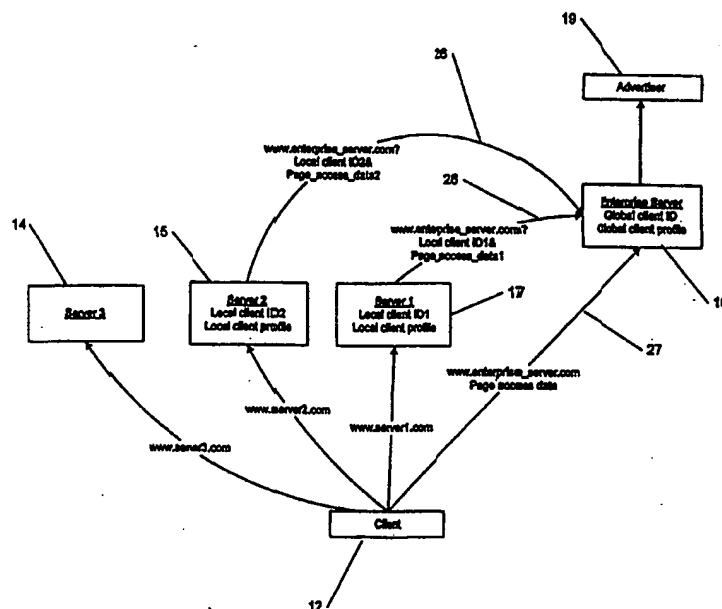 19
26
Advertiser
www.enterprise_server.com?
Local client ID2&
Page_access_data2
14
15
26
Enterprise Server
Global client ID
Global client profile
www.enteprise_server.com?
Local client ID1&
Page_access_data1
Server 3
Server 2
Local client ID2
Local client profile
Server 1
Local client ID1
Local client profile
17
27
www.enterprise_server.com
Page access data
www.server3.com
www.server2.com
www.server1.com
Client
12